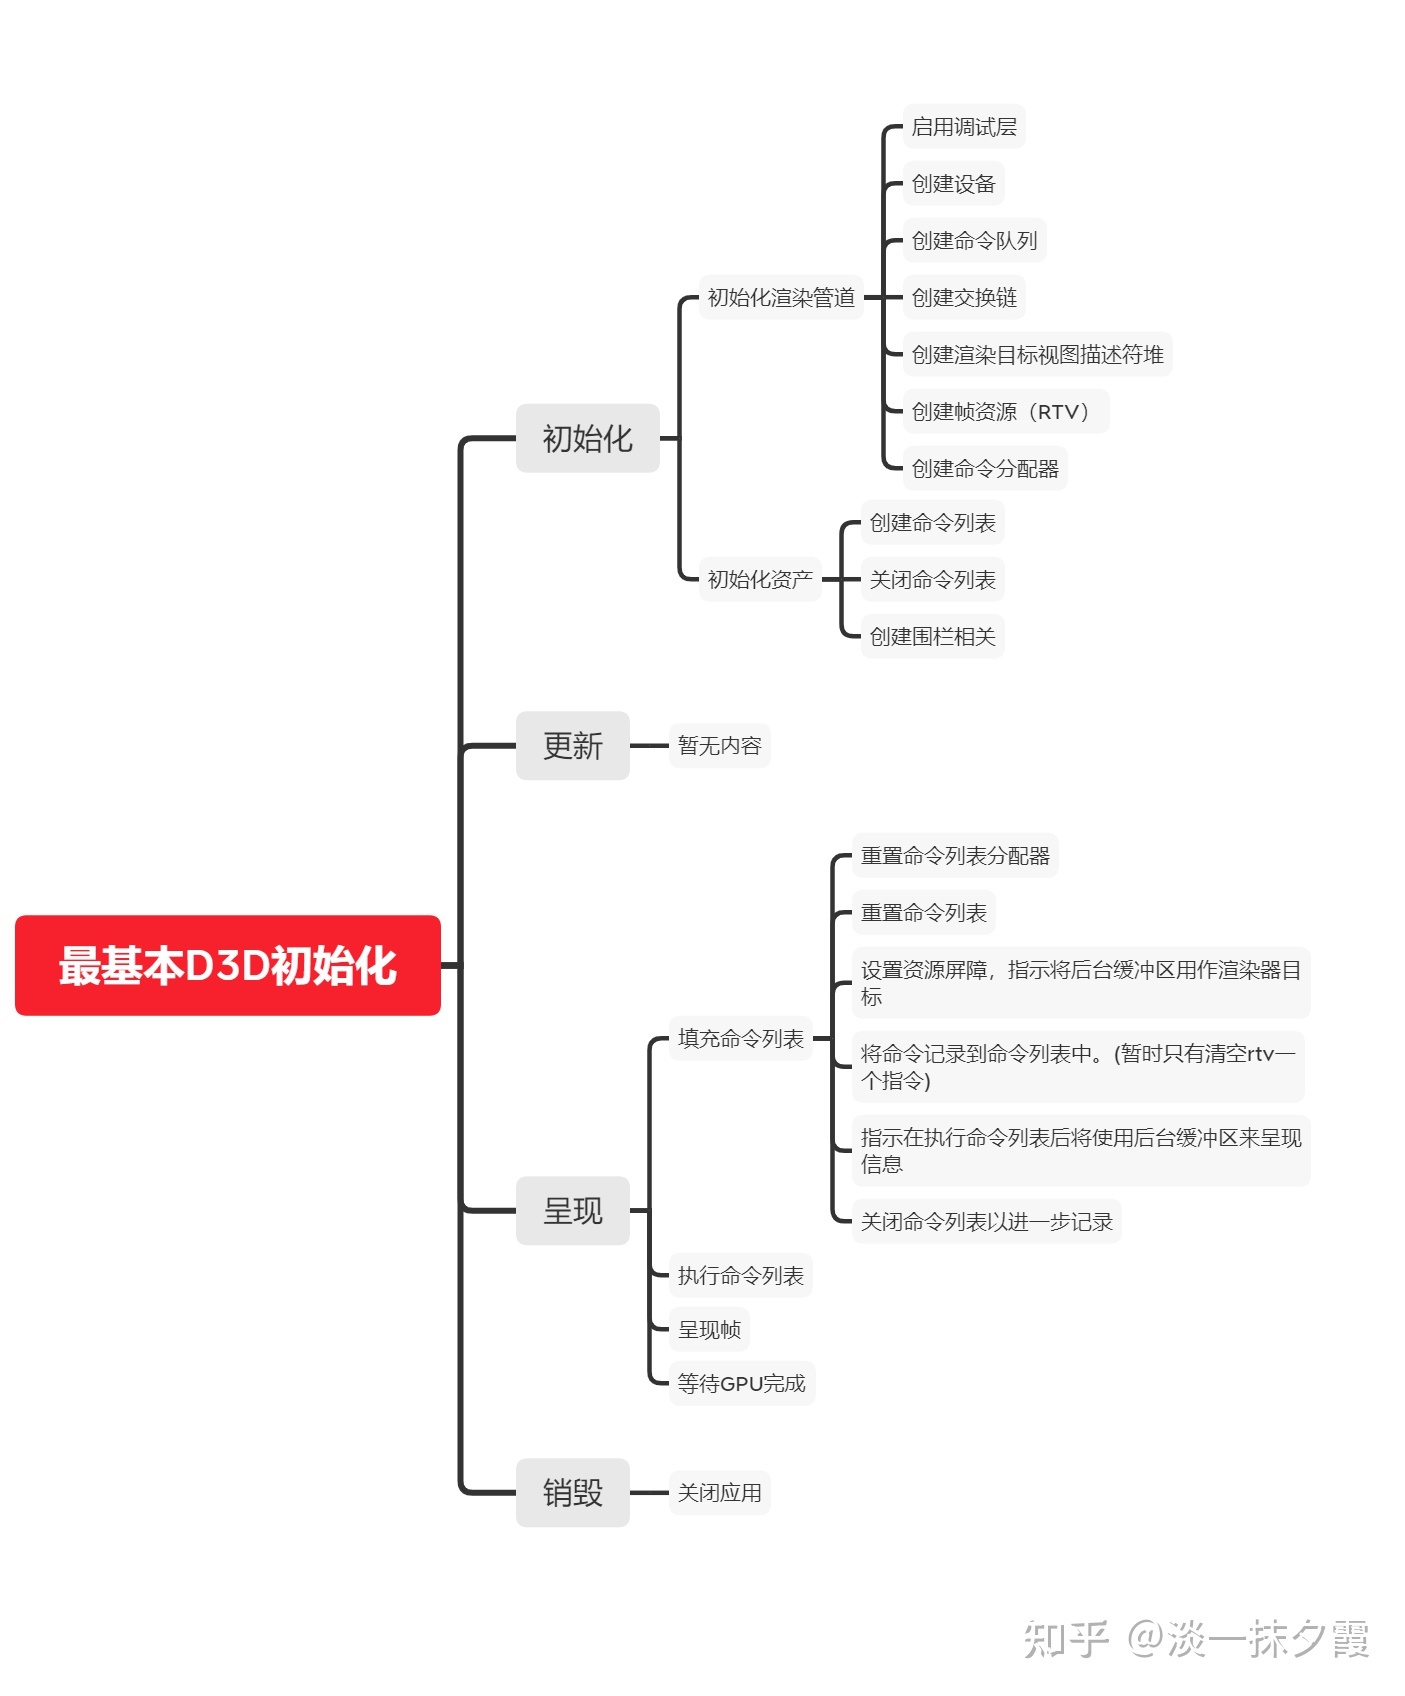 最基本D3D初始化
初始化
初始化渲染管道
启用调试层
创建设备
创建命令队列
创建交换链
创建渲染目标视图描述符堆
创建帧资源（RTV）
创建命令分配器
初始化资产
创建命令列表
关闭命令列表
创建围栏相关
更新
暂无内容
呈现
填充命令列表
重置命令列表分配器
重置命令列表
设置资源屏障，指示将后台缓冲区用作渲染器目
标
将命令记录到命令列表中。(暂时只有清空rtv一
个指令)
指示在执行命令列表后将使用后台缓冲区来呈现
信息
关闭命令列表以进一步记录
执行命令列表
呈现帧
等待GPU完成
销毁
关闭应用
知乎 @淡一抹夕霞